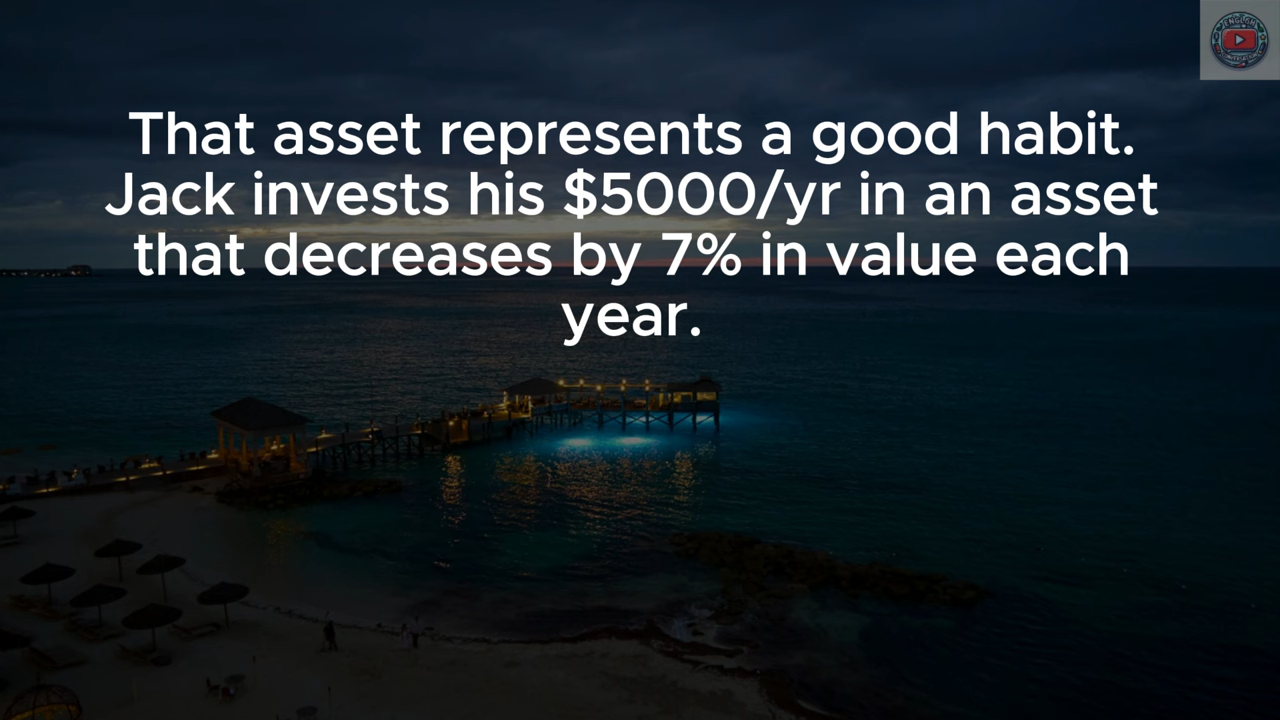 That asset represents a good habit.
Jack invests his $5000/yr in an asset
that decreases by 7% in value each
year.
ENGLISH